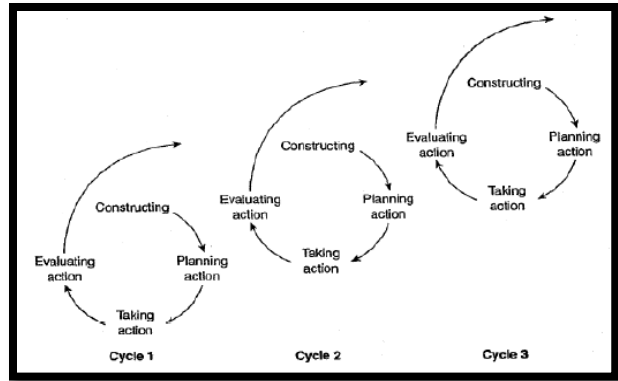 Constructing
Evaluating
action
Planning
action
Taking
action
Cycle 1
Constructing
Evaluating
action
Planning
action
Taking
action
Cycle 2
Constructing
Evaluating
action
Planning
action
Taking
action
Cycle 3